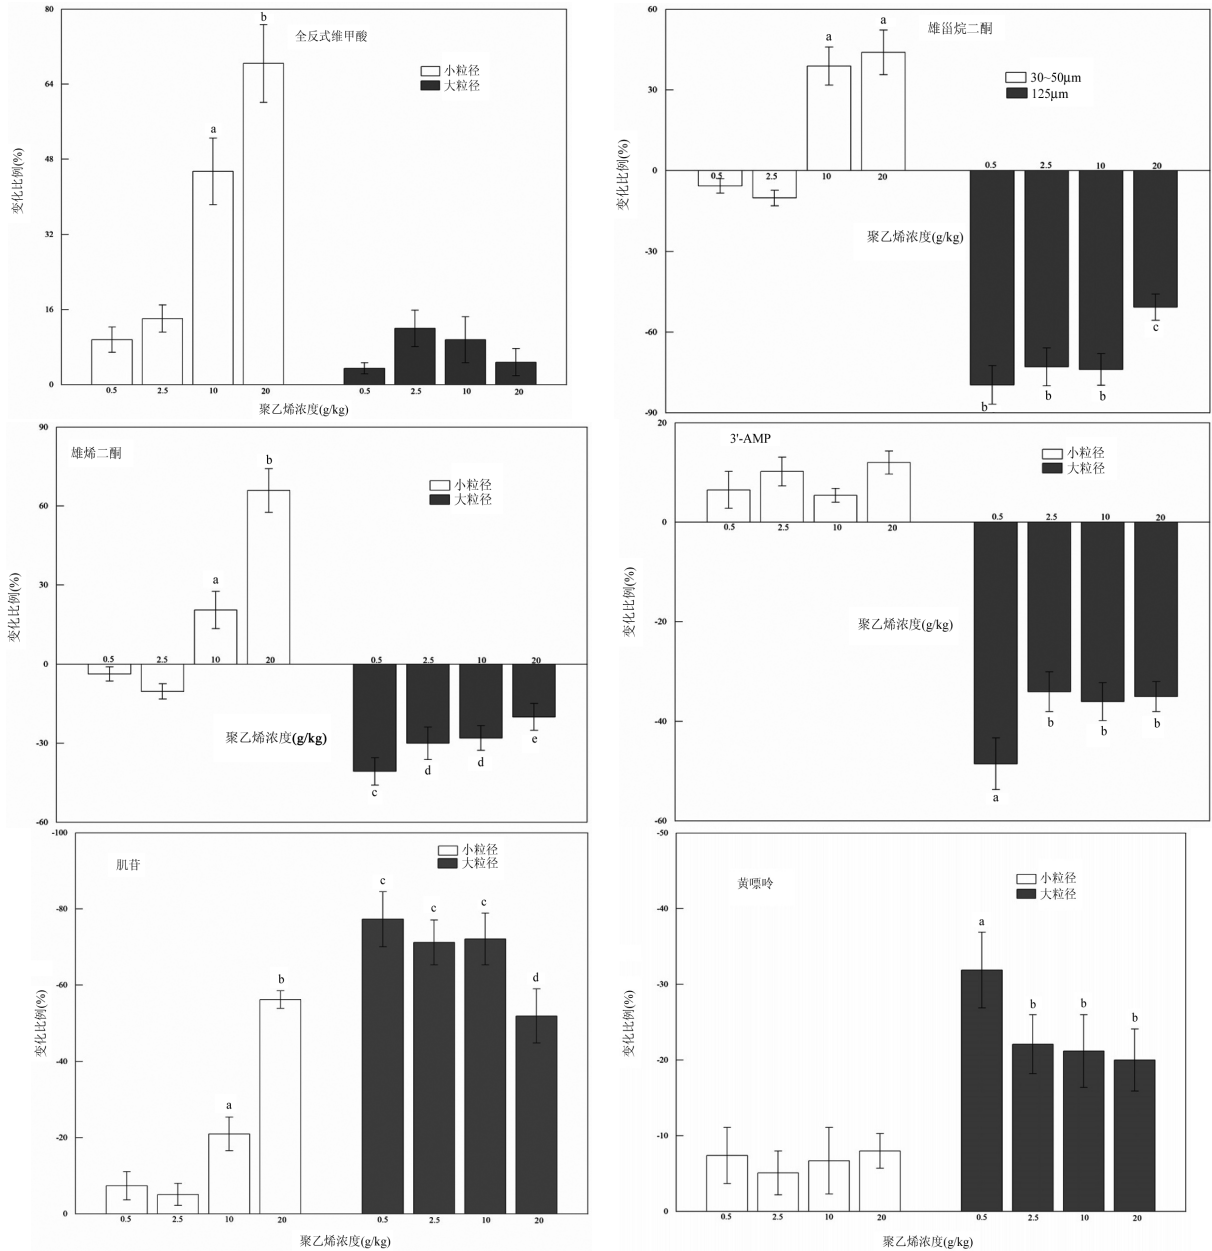 全反式维甲酸
小粒径
大粒径
变化比例(%)
80
64
48
32
16
0
a
b
0.5
2.5
10
20
0.5
2.5
10
20
聚乙烯浓度(g/kg)
雄甾烷二酮
30~50μm
125μm
变化比例(%)
60
30
0
-30
-60
-90
a
a
0.5
2.5
10
20
0.5
2.5
10
20
聚乙烯浓度(g/kg)
b
b
b
c
雄烯二酮
小粒径
大粒径
变化比例(%)
90
60
30
0
-30
-60
a
b
0.5
2.5
10
20
0.5
2.5
10
20
聚乙烯浓度(g/kg)
c
d
d
e
3'-AMP
小粒径
大粒径
变化比例(%)
20
0
-20
-40
-60
0.5
2.5
10
20
0.5
2.5
10
20
聚乙烯浓度(g/kg)
a
b
b
b
肌苷
小粒径
大粒径
变化比例(%)
-100
-80
-60
-40
-20
0
a
b
c
c
c
d
0.5
2.5
10
20
0.5
2.5
10
20
聚乙烯浓度(g/kg)
黄嘌呤
小粒径
大粒径
变化比例(%)
-50
-40
-30
-20
-10
0
a
b
b
b
0.5
2.5
10
20
0.5
2.5
10
20
聚乙烯浓度(g/kg)